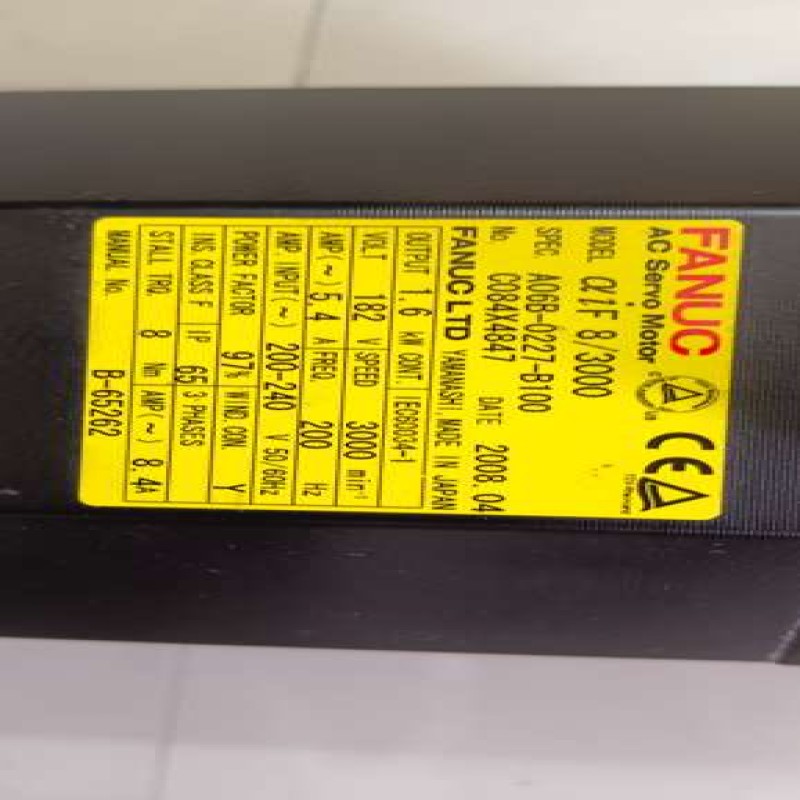 FANUC
AC Servo Motor
CE
MODEL αiF 8/3000
SPEC. A06B-0227-B100
No. C084X4847 DATE 2008.04
FANUC LTD YAMANASHI, MADE IN JAPAN
OUTPUT 1.6 kW CONT. IEC60034-1
VOLT 182 V SPEED 3000 min-1
AMP(~) 5.4 A FREQ. 200 Hz
AMP INPUT(~) 200-240 V 50/60Hz
POWER FACTOR 97% WIND CON. Y
INS CLASS F IP 65 3 PHASES
STALL TRQ. 8 Nm AMP(~) 8.4A
MANUAL No. B-65262